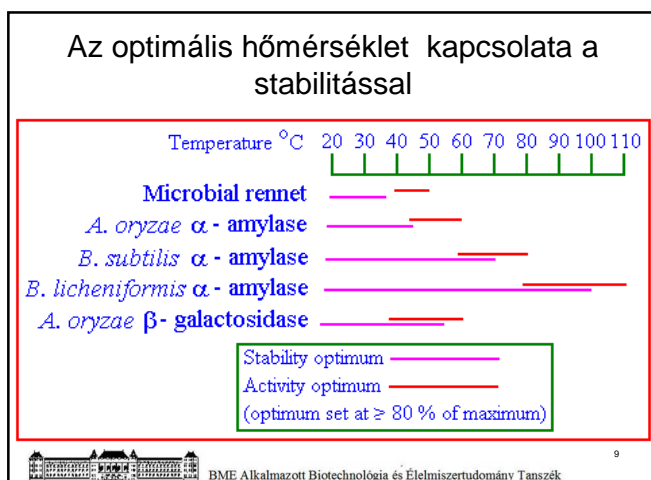 Az optimális hőmérséklet kapcsolata a
stabilitással
Temperature °C 20 30 40 50 60 70 80 90 100 110
Microbial rennet
A. oryzae α - amylase
B. subtilis α - amylase
B. licheniformis α - amylase
A. oryzae β- galactosidase
Stability optimum
Activity optimum
(optimum set at ≥ 80 % of maximum)
9
BME Alkalmazott Biotechnológia és Élelmiszertudomány Tanszék